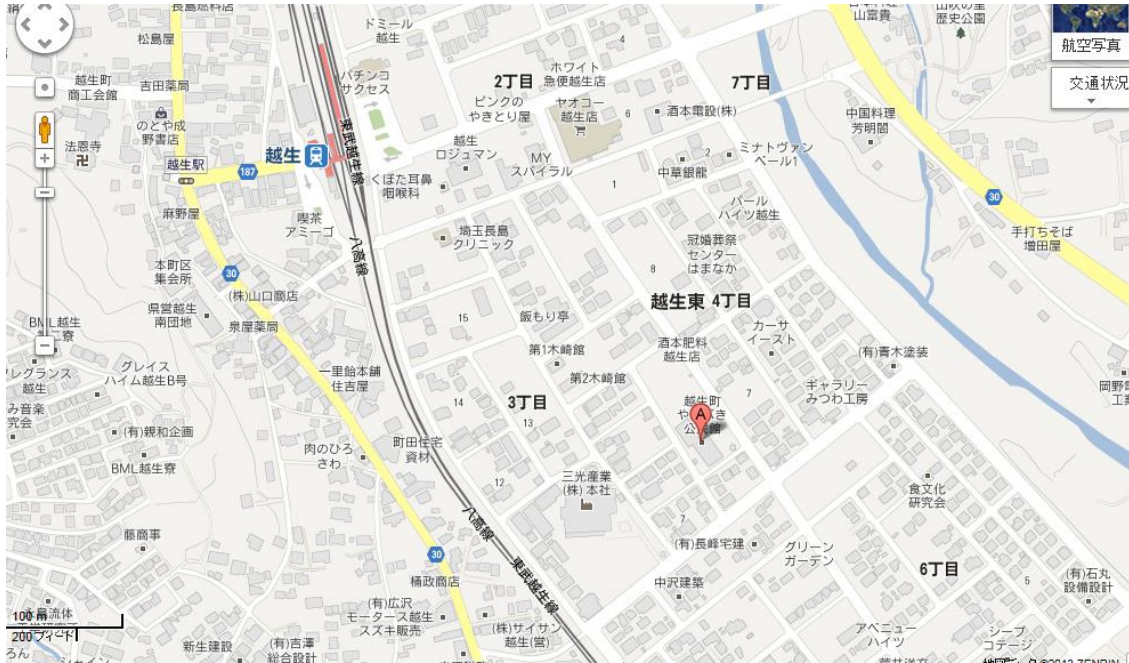 長島燃料店
松島屋
越生町
商工会館
吉田薬局
のどや成
野書店
法恩寺
越生駅
187
越生
麻野屋
喫茶
アミーゴ
本町区
集会所
30
(株)山口商店
県営越生
南団地
泉屋薬局
BML越生
グレイス
ハイム越生B号
フレグランス
越生
(有)親和企画
BML越生寮
藤商事
一里飴本舗
住吉屋
肉のひろ
さわ
町田住宅
資材
八高線
東武越生線
30
桶政商店
(有)広沢
モータース越生
スズキ販売
(株)サイサン
越生(営)
(有)吉澤
総合設計
新生建設
100 m
200 フィート
ドミール
越生
パチンコ
サクセス
東武越生線
八高線
2丁目
ホワイト
急便越生店
ピンクの
やきとり屋
ヤオコー
越生店
4
6
越生
ロジュマン
MY
スパイラル
くぼた耳鼻
咽喉科
埼玉長島
クリニック
7丁目
酒本電設(株)
2
ミナトヴァン
ベール1
中華銀龍
1
パール
ハイツ越生
冠婚葬祭
センター
はまなか
8
越生東 4丁目
15
飯もり亭
第1木崎館
酒本肥料
越生店
カーサ
イースト
第2木崎館
(有)青木塗装
14
3丁目
13
12
越生町
A
7
ギャラリー
みつわ工房
三光産業
(株)本社
7
(有)長峰宅建
グリーン
ガーデン
中沢建築
食文化
研究会
6丁目
5
(有)石丸
設備設計
アベニュー
ハイツ
シープ
コテージ
山吹の里
歴史公園
山富貴
中国料理
芳明閣
30
手打ちそば
増田屋
航空写真
交通状況
©2012 ZENRIN